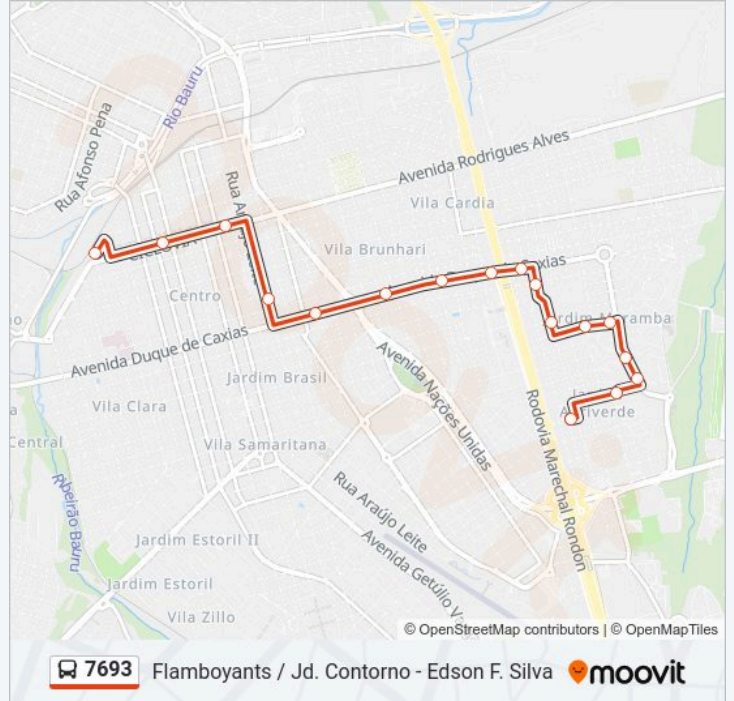 Rio Bauru
Rua Afonso Pena
Avenida Rodrigues Alves
Vila Cardia
Vila Brunhari
Centro
Avenida Duque de Caxias
Caxias
Jardim Brasil
Avenida Nações Unidas
Vila Clara
Central
Vila Samaritana
Rodovia Marechal Rondon
Ribeirão Bauru
Rua Araújo Leite
Jardim Estoril II
Avenida Getúlio
Jardim Estoril
Vila Zillo
© OpenStreetMap contributors | © OpenMapTiles
7693 Flamboyants / Jd. Contorno - Edson F. Silva moovit